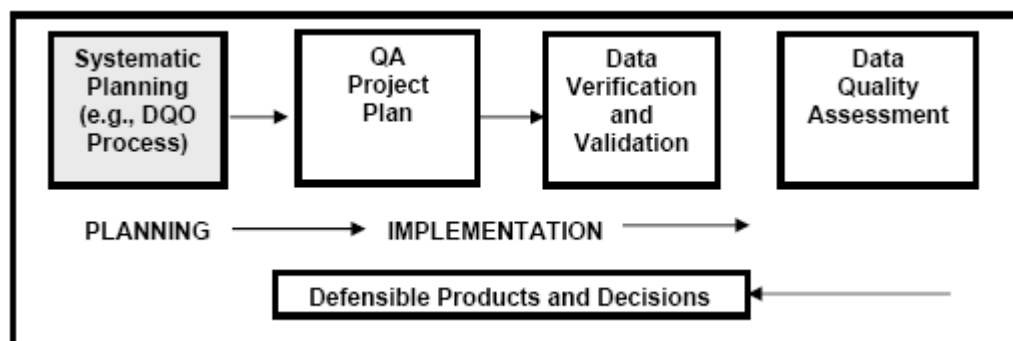 Systematic
Planning
(e.g., DQO
Process)
QA
Project
Plan
Data
Verification
and
Validation
Data
Quality
Assessment
PLANNING
IMPLEMENTATION
Defensible Products and Decisions